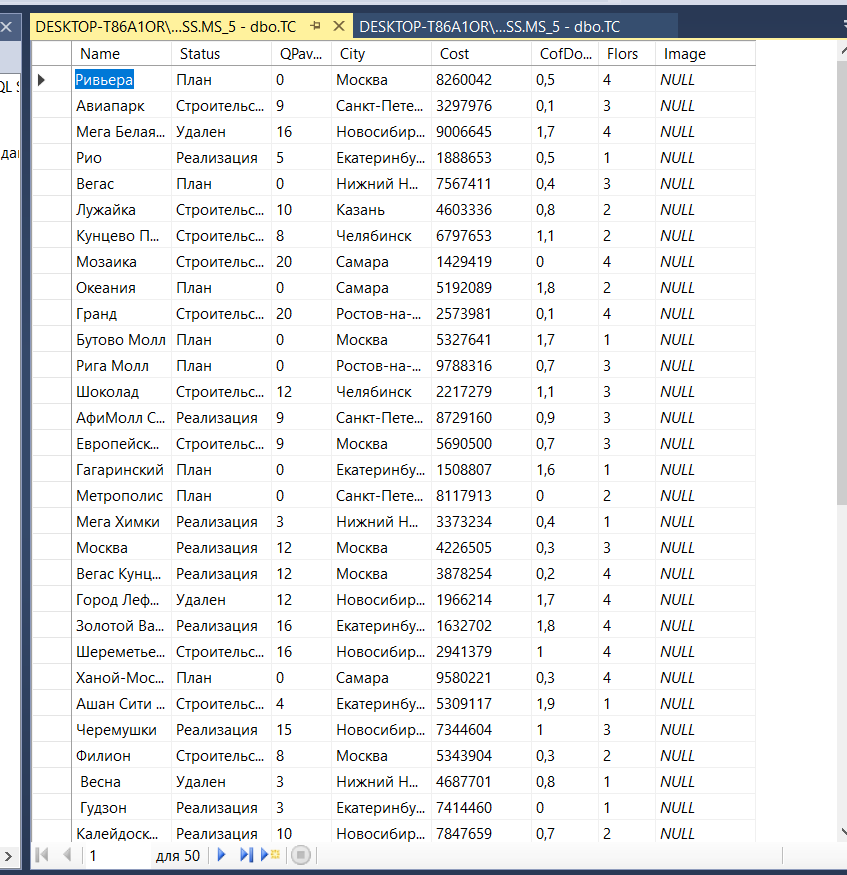 DESKTOP-T86A1OR\...SS.MS_5 - dbo.TC DESKTOP-T86A1OR\...SS.MS_5 - dbo.TC
Name Status QPav... City Cost CofDo... Flors Image
Ривьера План 0 Москва 8260042 0,5 4 NULL
Авиапарк Строительс... 9 Санкт-Пете... 3297976 0,1 3 NULL
Мега Белая... Удален 16 Новосибир... 9006645 1,7 4 NULL
Рио Реализация 5 Екатеринбу... 1888653 0,5 1 NULL
Вегас План 0 Нижний Н... 7567411 0,4 3 NULL
Лужайка Строительс... 10 Казань 4603336 0,8 2 NULL
Кунцево П... Строительс... 8 Челябинск 6797653 1,1 2 NULL
Мозаика Строительс... 20 Самара 1429419 0 4 NULL
Океания План 0 Самара 5192089 1,8 2 NULL
Гранд Строительс... 20 Ростов-на-... 2573981 0,1 4 NULL
Бутово Молл План 0 Москва 5327641 1,7 1 NULL
Рига Молл План 0 Ростов-на-... 9788316 0,7 3 NULL
Шоколад Строительс... 12 Челябинск 2217279 1,1 3 NULL
АфиМолл С... Реализация 9 Санкт-Пете... 8729160 0,9 3 NULL
Европейск... Строительс... 9 Москва 5690500 0,7 3 NULL
Гагаринский План 0 Екатеринбу... 1508807 1,6 1 NULL
Метрополис План 0 Санкт-Пете... 8117913 0 2 NULL
Мега Химки Реализация 3 Нижний Н... 3373234 0,4 1 NULL
Москва Реализация 12 Москва 4226505 0,3 3 NULL
Вегас Кунц... Реализация 12 Москва 3878254 0,2 4 NULL
Город Леф... Удален 12 Новосибир... 1966214 1,7 4 NULL
Золотой Ва... Реализация 16 Екатеринбу... 1632702 1,8 4 NULL
Шереметье... Строительс... 16 Новосибир... 2941379 1 4 NULL
Ханой-Мос... План 0 Самара 9580221 0,3 4 NULL
Ашан Сити ... Строительс... 4 Екатеринбу... 5309117 1,9 1 NULL
Черемушки Реализация 15 Новосибир... 7344604 1 3 NULL
Филион Строительс... 8 Москва 5343904 0,3 2 NULL
Весна Удален 3 Нижний Н... 4687701 0,8 1 NULL
Гудзон Реализация 3 Екатеринбу... 7414460 0 1 NULL
Калейдоск... Реализация 10 Новосибир... 7847659 0,7 2 NULL
1 для 50